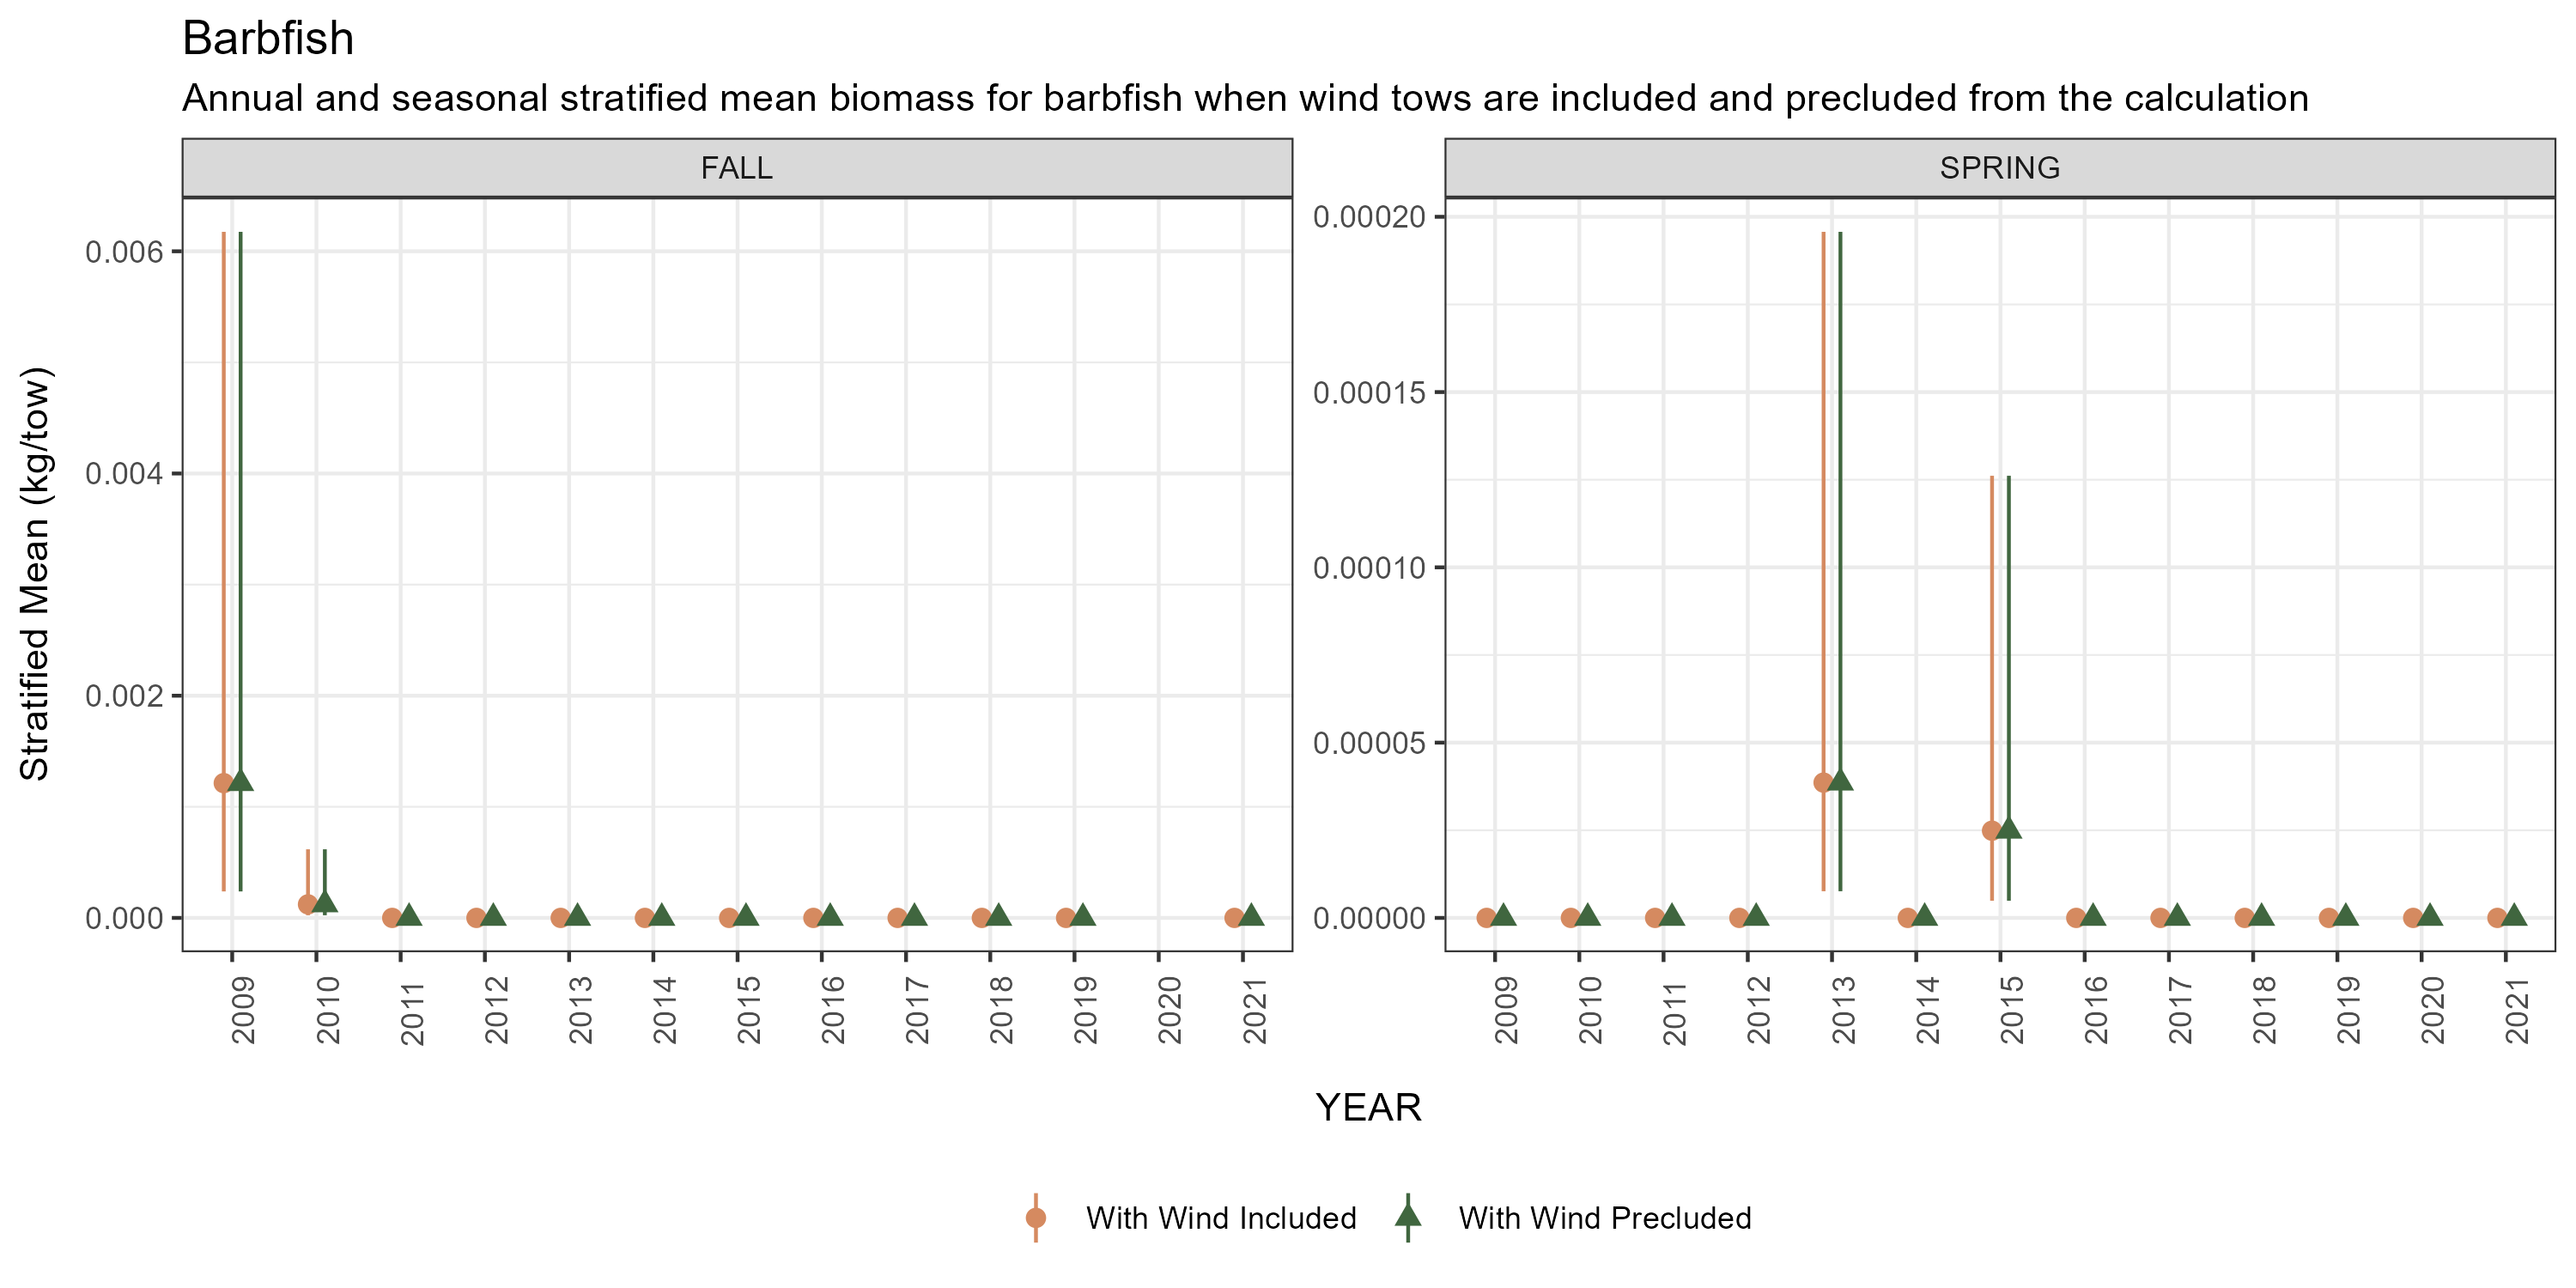 Barbfish
Annual and seasonal stratified mean biomass for barbfish when wind tows are included and precluded from the calculation
FALL
SPRING
Stratified Mean (kg/tow)
0.006
0.004
0.002
0.000
0.00020
0.00015
0.00010
0.00005
0.00000
2009 2010 2011 2012 2013 2014 2015 2016 2017 2018 2019 2020 2021
2009 2010 2011 2012 2013 2014 2015 2016 2017 2018 2019 2020 2021
YEAR
With Wind Included
With Wind Precluded